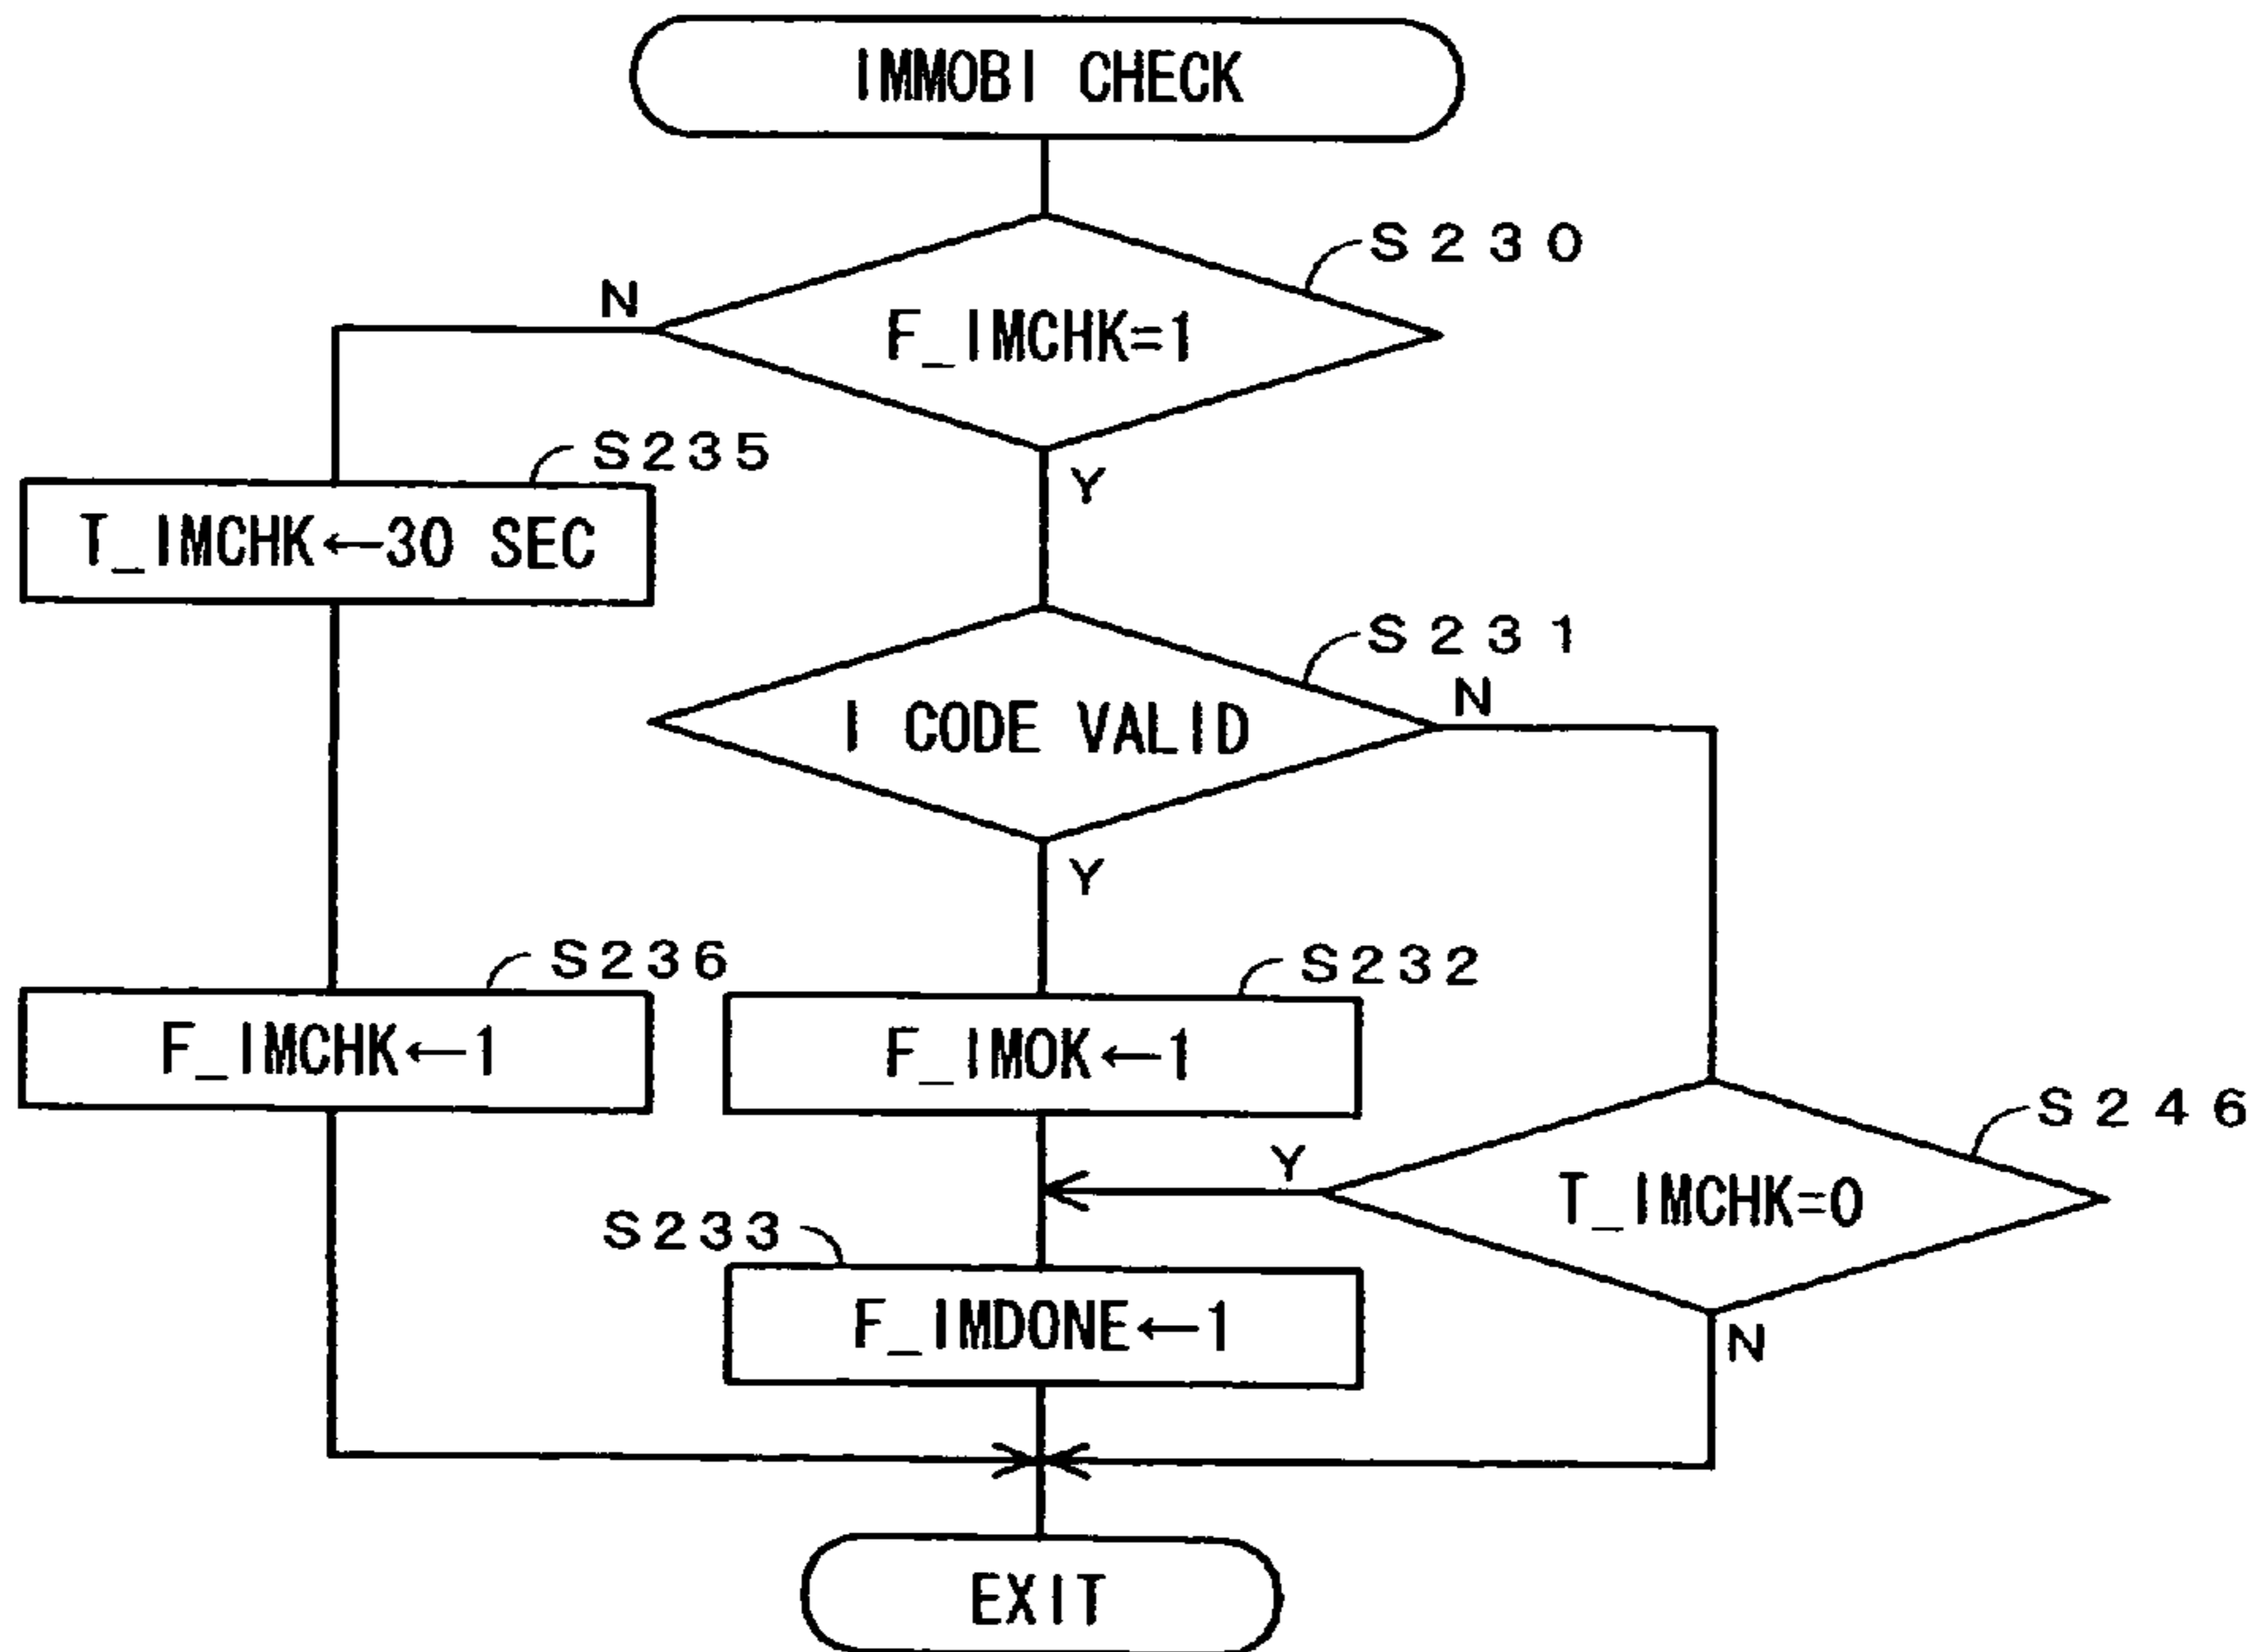 IMMOBI CHECK
S230
N
F_IMCHK=1
Y
S235
T_IMCHK←30 SEC
S231
N
I CODE VALID
Y
S236
F_IMCHK←1
S232
F_IMOK←1
S246
Y
T_IMCHK=0
N
S233
F_IMDONE←1
EXIT